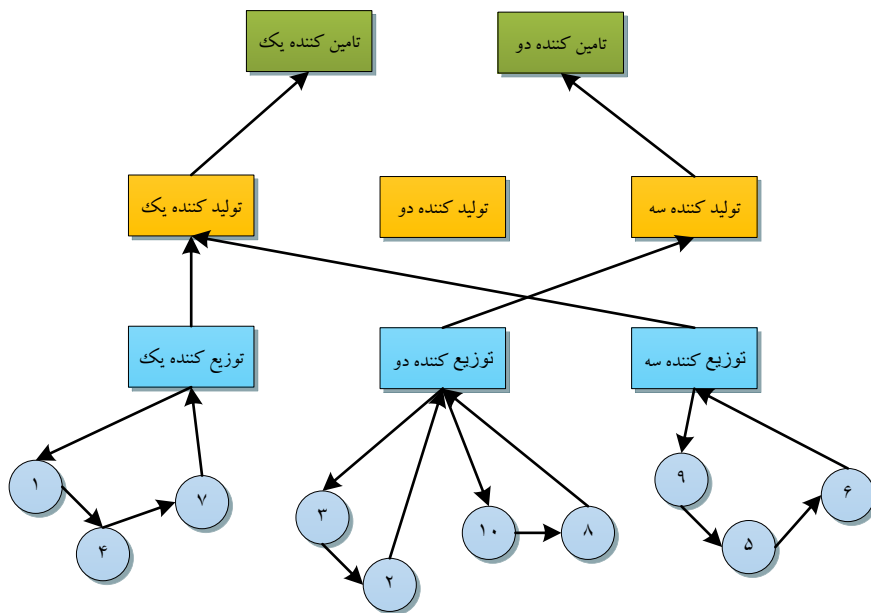 تامین کننده یک
تامین کننده دو
تولید کننده سه
تولید کننده دو
تولید کننده یک
توزیع کننده سه
توزیع کننده دو
توزیع کننده یک
۹
۶
۵
۳
۱۰
۸
۲
۱
۷
۴